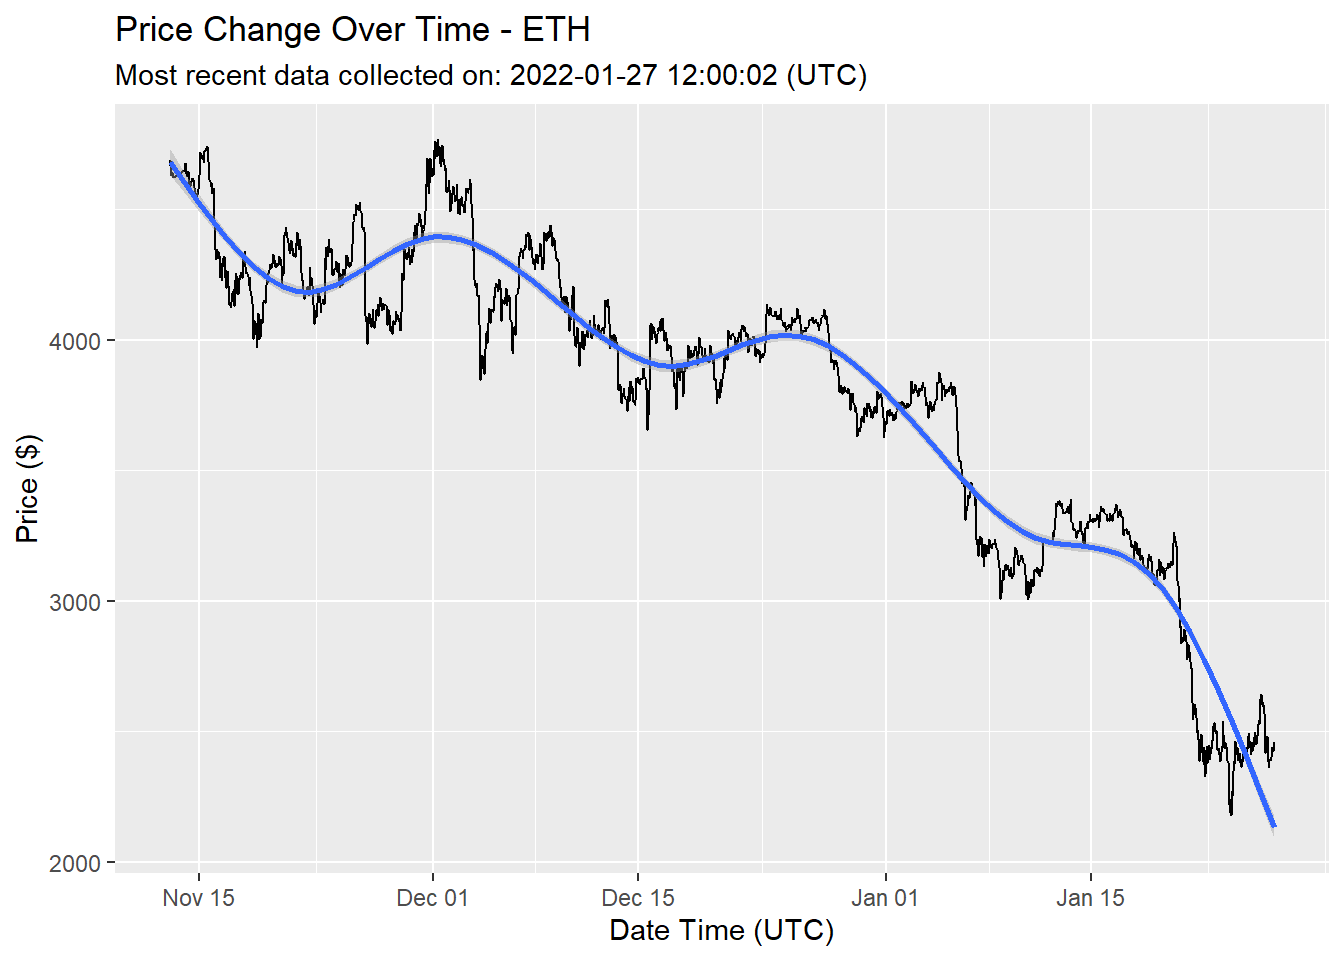 Price Change Over Time - ETH
Most recent data collected on: 2022-01-27 12:00:02 (UTC)
Price ($)
4000
3000
2000
Nov 15
Dec 01
Dec 15
Jan 01
Jan 15
Date Time (UTC)